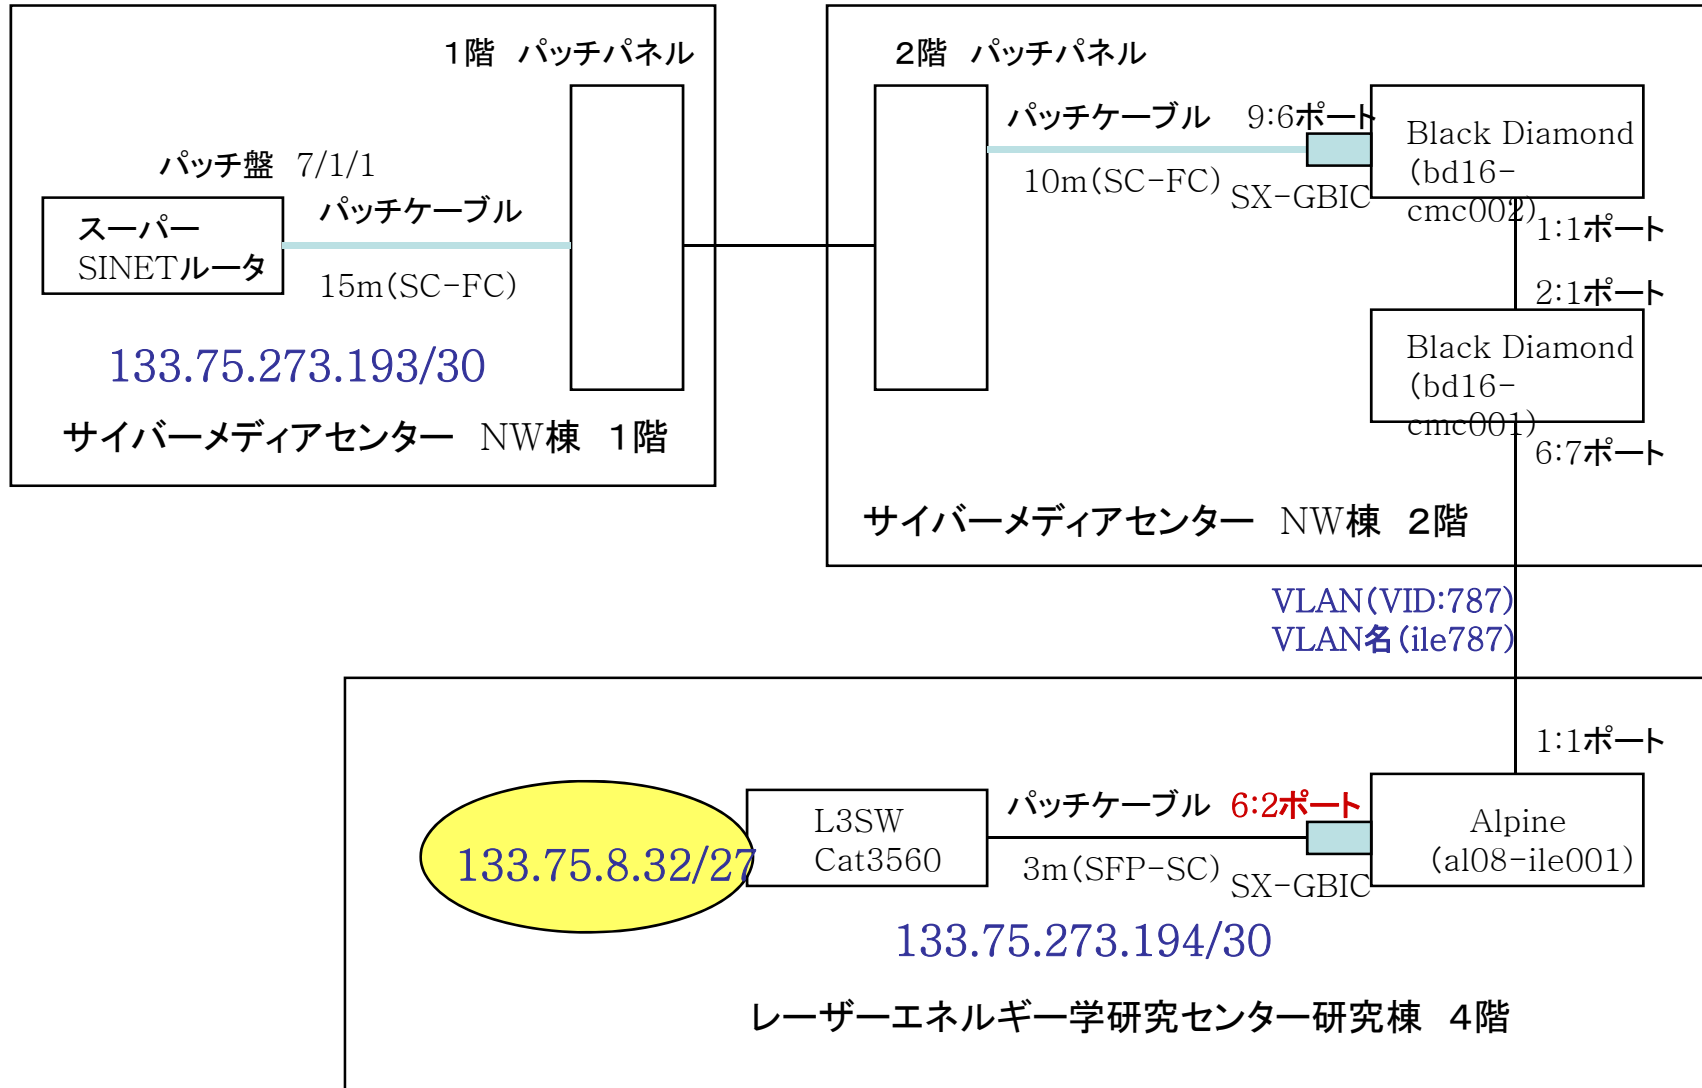 1階 パッチパネル
パッチ盤 7/1/1
スーパー
SINETルータ
パッチケーブル
15m(SC-FC)
133.75.273.193/30
サイバーメディアセンター NW棟 1階
2階 パッチパネル
パッチケーブル 9:6ポート
10m(SC-FC)
SX-GBIC
Black Diamond
(bd16-
cmc002)
1:1ポート
2:1ポート
Black Diamond
(bd16-
cmc001)
6:7ポート
サイバーメディアセンター NW棟 2階
VLAN(VID:787)
VLAN名(ile787)
1:1ポート
133.75.8.32/27
L3SW
Cat3560
パッチケーブル 6:2ポート
3m(SFP-SC)
SX-GBIC
Alpine
(al08-ile001)
133.75.273.194/30
レーザーエネルギー学研究センター研究棟 4階